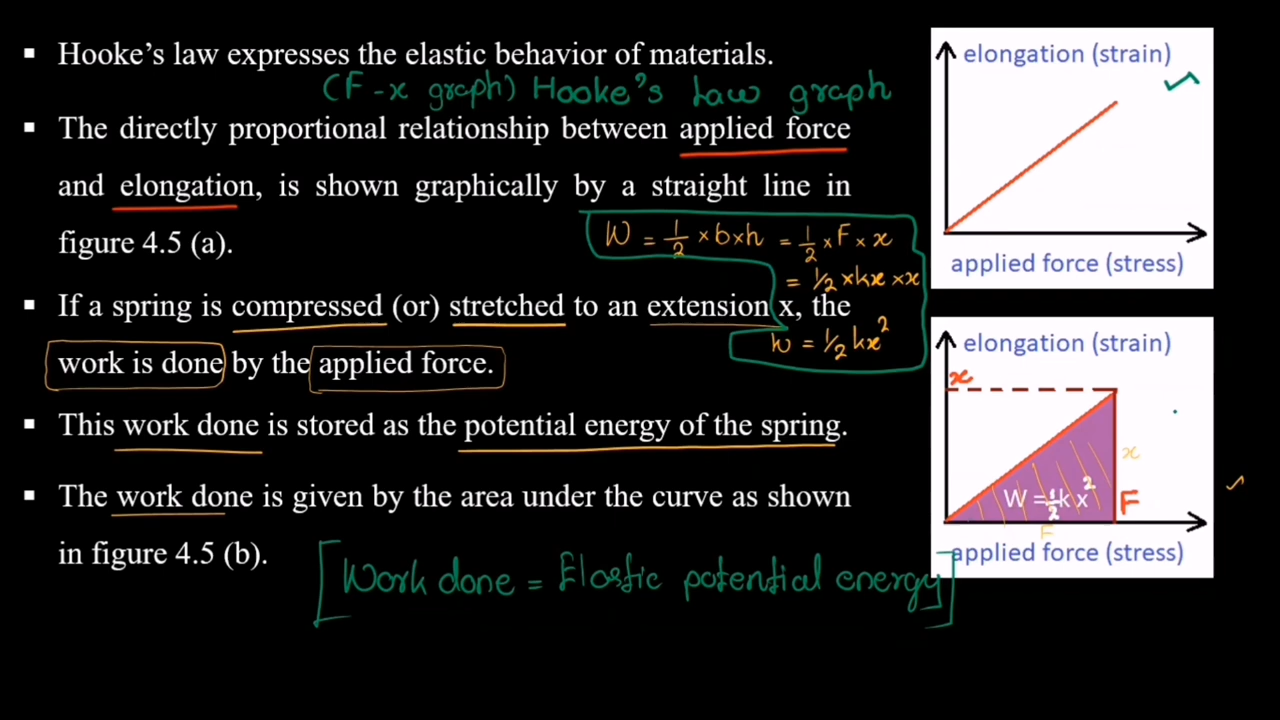 ▪ Hooke's law expresses the elastic behavior of materials.
(F-x graph) Hooke's Law graph
▪ The directly proportional relationship between applied force
and elongation, is shown graphically by a straight line in
figure 4.5 (a).
W = 1/2 × b × h = 1/2 × F × x
= 1/2 × kx × x
▪ If a spring is compressed (or) stretched to an extension x, the
W = 1/2 kx²
work is done by the applied force.
▪ This work done is stored as the potential energy of the spring.
▪ The work done is given by the area under the curve as shown
in figure 4.5 (b).
[Work done = Elastic potential energy]
elongation (strain)
applied force (stress)
elongation (strain)
x
x
W = 1/2 k x²
F
F
applied force (stress)